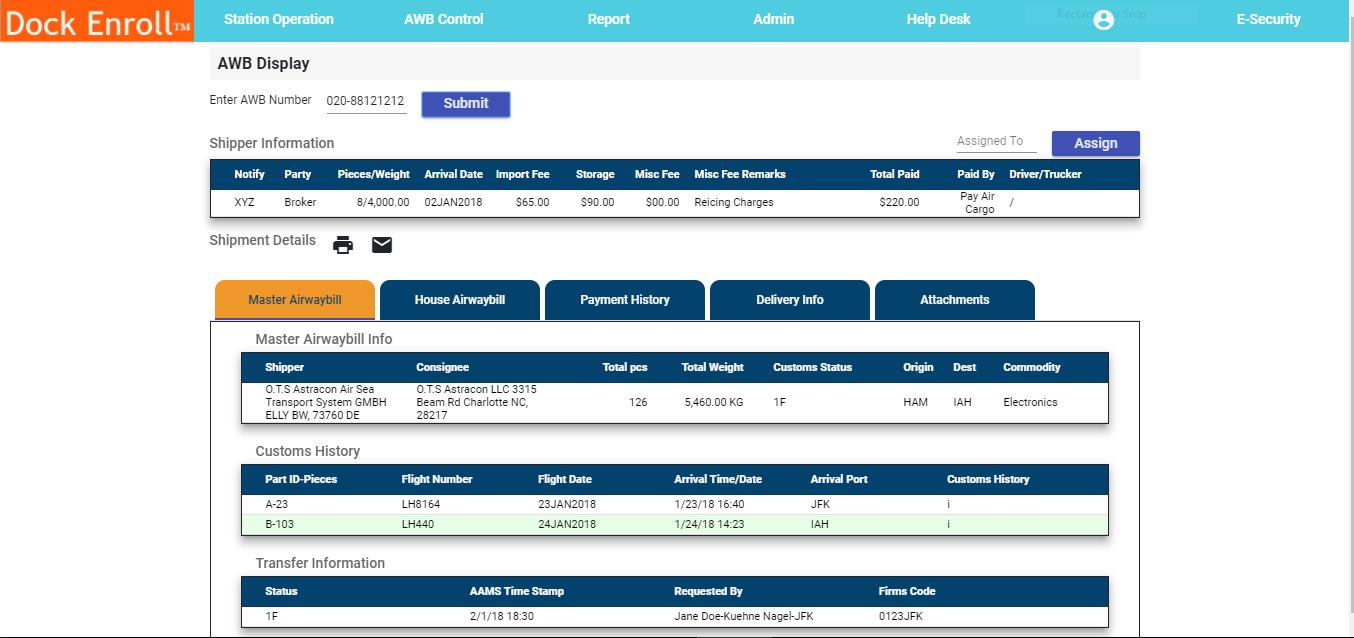 Dock Enroll™ Station Operation AWB Control Report Admin Help Desk E-Security
AWB Display
Enter AWB Number 020-88121212 Submit
Shipper Information Assigned To Assign
Notify Party Pieces/Weight Arrival Date Import Fee Storage Misc Fee Misc Fee Remarks Total Paid Paid By Driver/Trucker
XYZ Broker 8/4,000.00 02JAN2018 $65.00 $90.00 $00.00 Reicing Charges $220.00 Pay Air /
Cargo
Shipment Details
Master Airwaybill House Airwaybill Payment History Delivery Info Attachments
Master Airwaybill Info
Shipper Consignee Total pcs Total Weight Customs Status Origin Dest Commodity
O.T.S Astracon Air Sea O.T.S Astracon LLC 3315
Transport System GMBH Beam Rd Charlotte NC, 126 5,460.00 KG 1F HAM IAH Electronics
ELLY BW, 73760 DE 28217
Customs History
Part ID-Pieces Flight Number Flight Date Arrival Time/Date Arrival Port Customs History
A-23 LH8164 23JAN2018 1/23/18 16:40 JFK i
B-103 LH440 24JAN2018 1/24/18 14:23 IAH i
Transfer Information
Status AAMS Time Stamp Requested By Firms Code
1F 2/1/18 18:30 Jane Doe-Kuehne Nagel-JFK 0123JFK